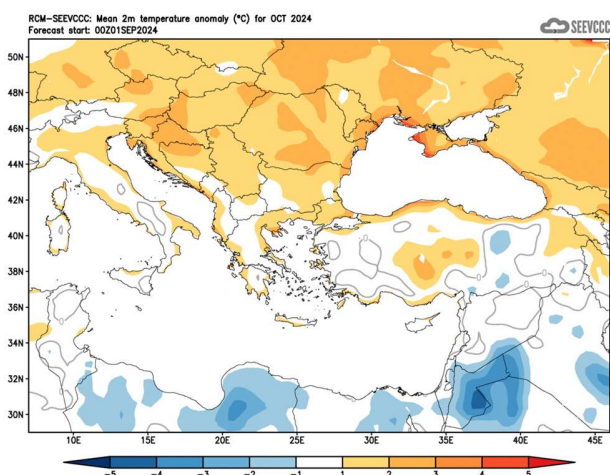 RCM-SEEVCCC: Mean 2m temperature anomaly (°C) for OCT 2024
Forecast start: 00Z01SEP2024
SEEVCCC
50N
48N
46N
44N
42N
40N
38N
36N
34N
32N
30N
10E 15E 20E 25E 30E 35E 40E 45E
-5 -4 -3 -2 -1 1 2 3 4 5